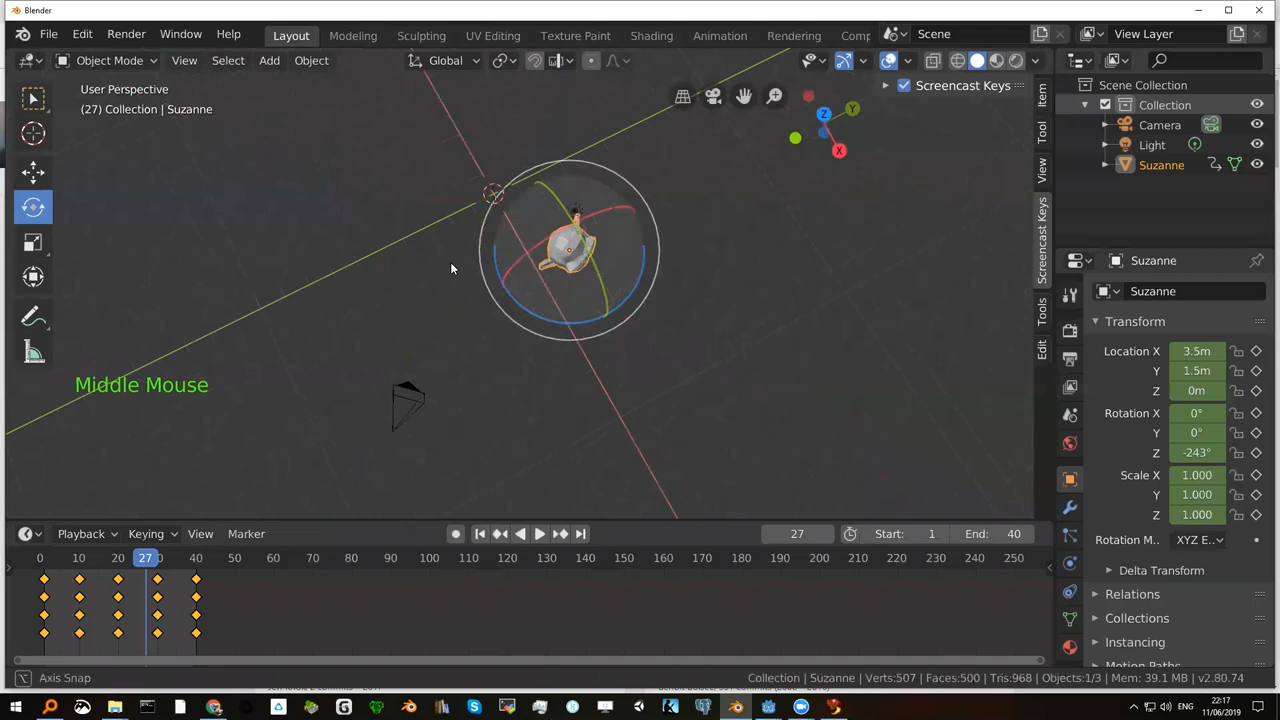 Blender
File Edit Render Window Help
Layout Modeling Sculpting UV Editing Texture Paint Shading Animation Rendering Comp
Scene
View Layer
Object Mode View Select Add Object
Global
User Perspective
(27) Collection | Suzanne
Screencast Keys
Z
Y
X
Item
Tool
View
Screencast Keys
Tools
Edit
Scene Collection
Collection
Camera
Light
Suzanne
Suzanne
Suzanne
Transform
Location X 3.5m
Y 1.5m
Z 0m
Rotation X 0°
Y 0°
Z -243°
Scale X 1.000
Y 1.000
Z 1.000
Rotation M.. XYZ E..
Delta Transform
Relations
Collections
Instancing
Motion Paths
Middle Mouse
Playback Keying View Marker
27
Start: 1
End: 40
0 10 20 27 0 40 50 60 70 80 90 100 110 120 130 140 150 160 170 180 190 200 210 220 230 240 250
Axis Snap
Collection | Suzanne | Verts:507 | Faces:500 | Tris:968 | Objects:1/3 | Mem: 39.1 MB | v2.80.74
ENG
22:17
11/06/2019